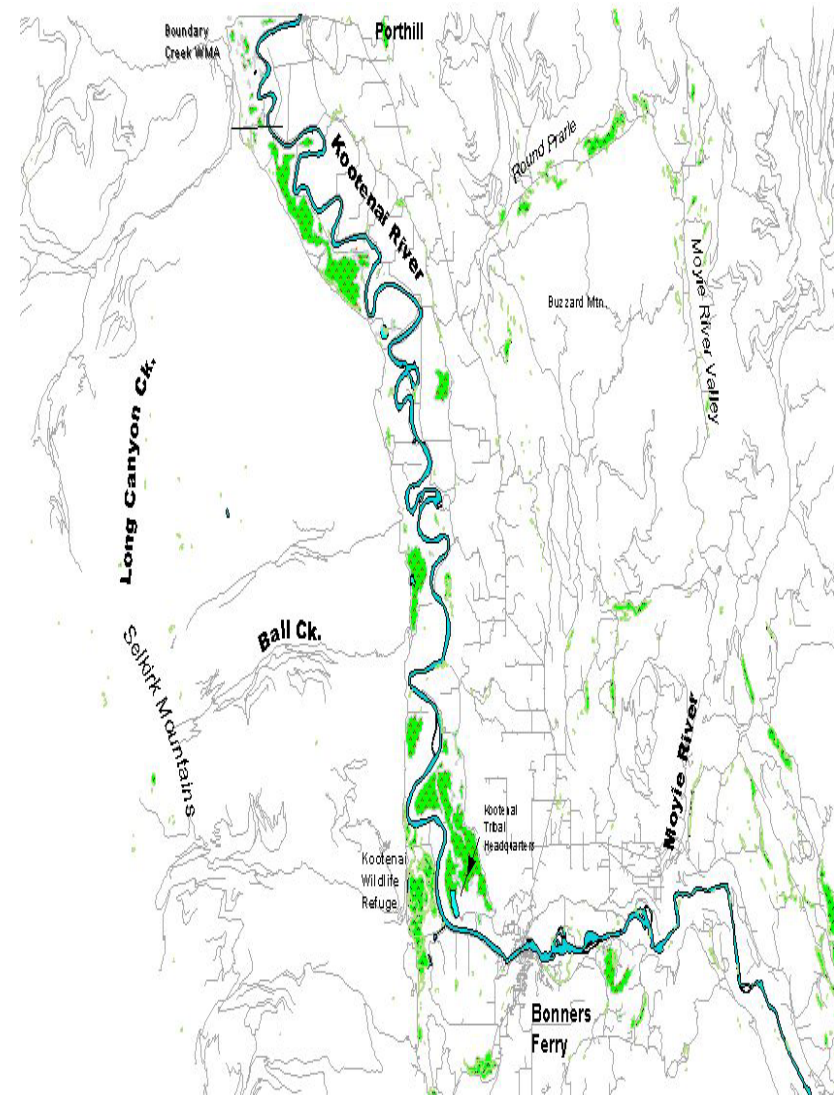 Boundary
Creek WMA
Porthill
Kootenai River
Round Prarie
Moyie River Valley
Buzzard Mtn.
Long Canyon Ck.
Ball Ck.
Selkirk Mountains
Moyie River
Kootenai
Tribal
Headquarters
Kootenai
Wildlife
Refuge
Bonners
Ferry